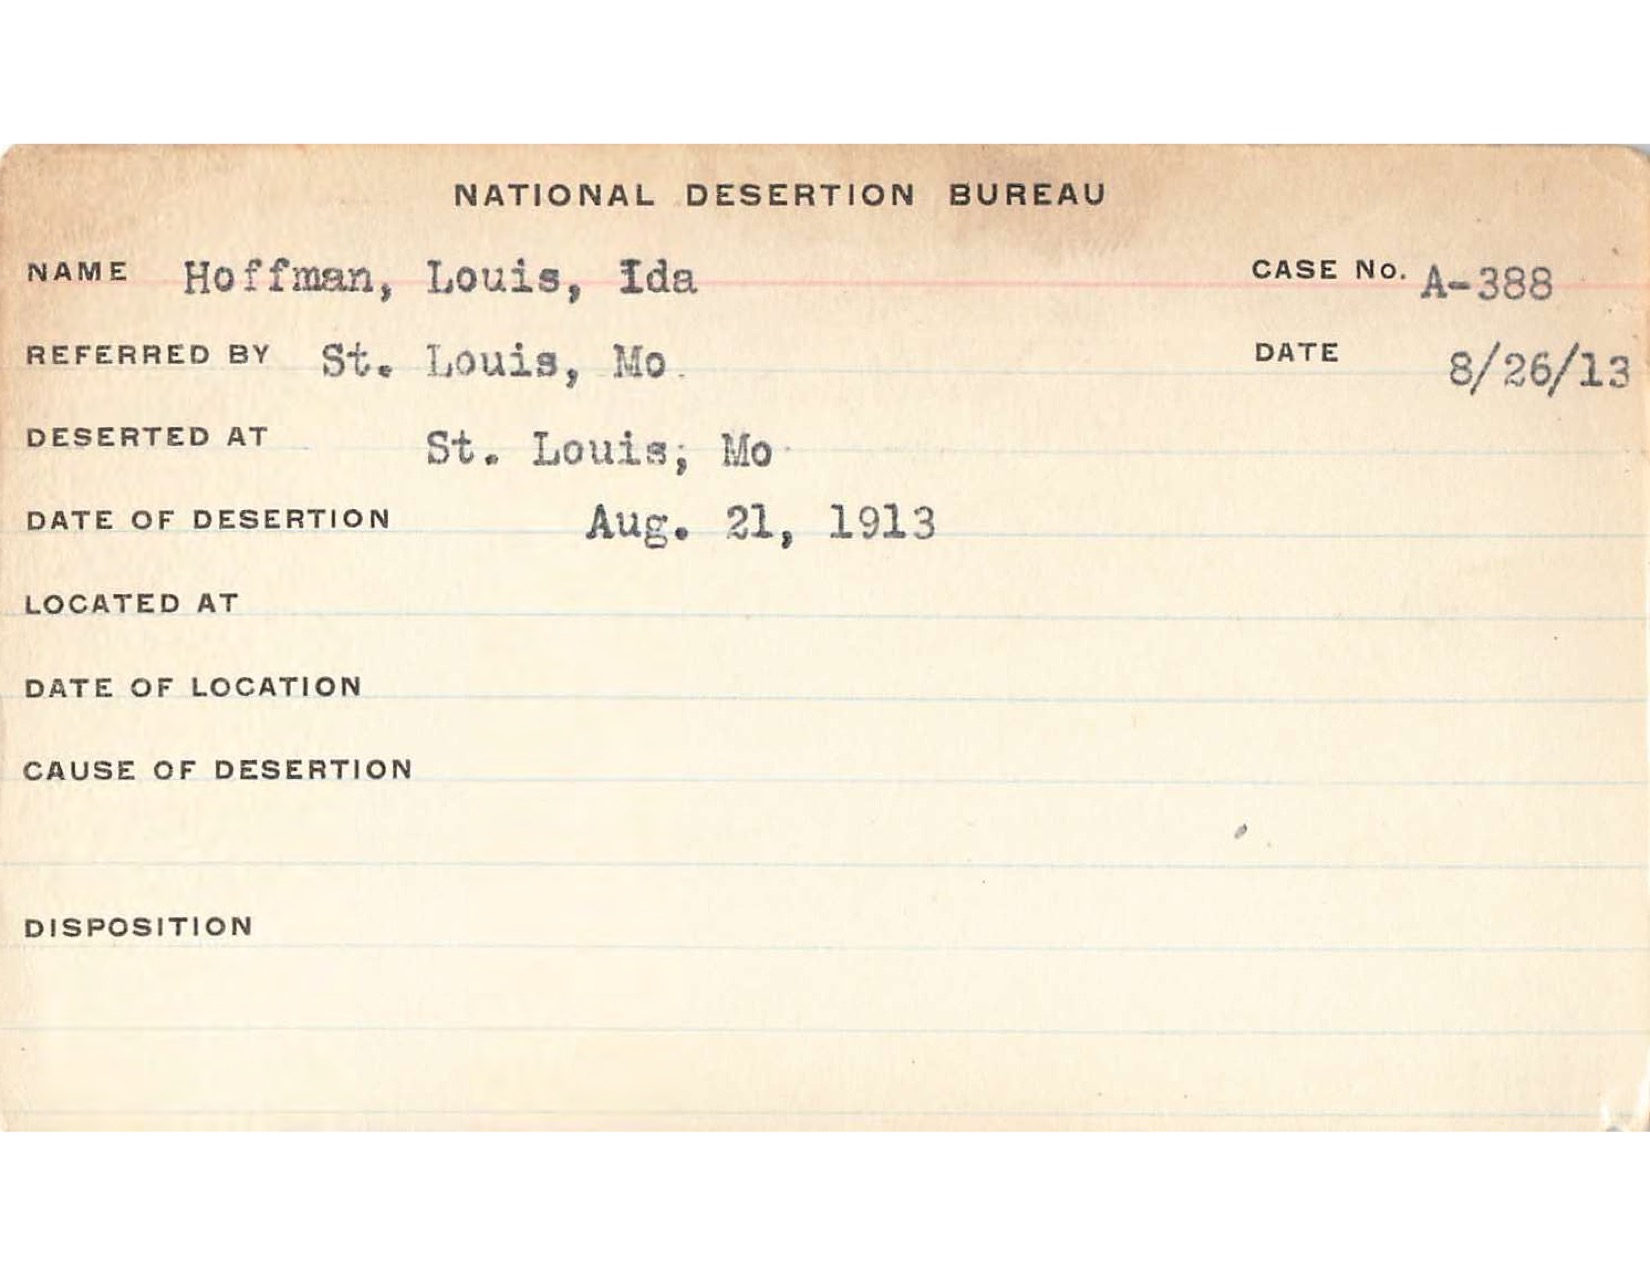 NATIONAL DESERTION BUREAU
NAME Hoffman, Louis, Ida CASE No. A-388
REFERRED BY St. Louis, Mo. DATE 8/26/13
DESERTED AT St. Louis, Mo
DATE OF DESERTION Aug. 21, 1913
LOCATED AT
DATE OF LOCATION
CAUSE OF DESERTION
DISPOSITION